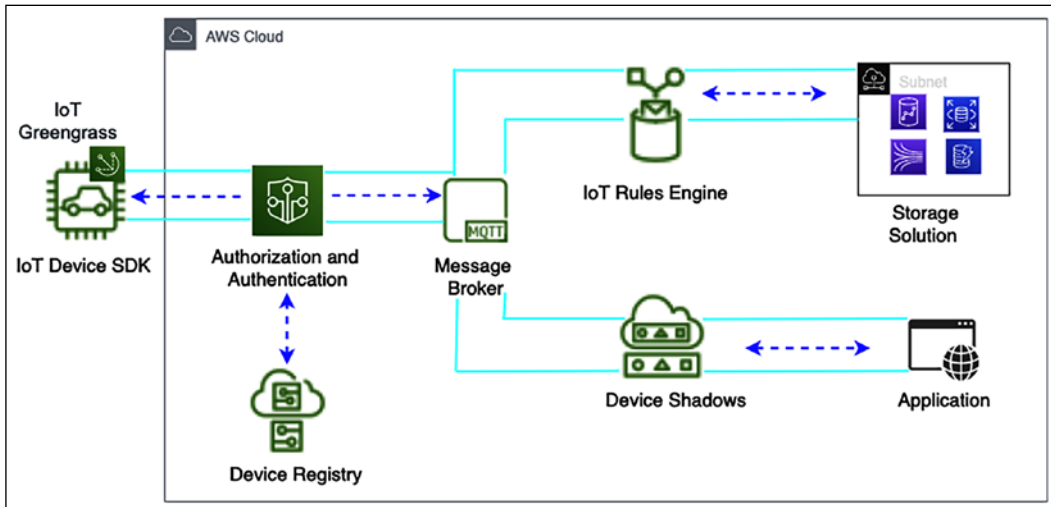 AWS Cloud
IoT
Greengrass
IoT Device SDK
Authorization and
Authentication
Device Registry
MQTT
Message
Broker
IoT Rules Engine
Subnet
Storage
Solution
Device Shadows
Application